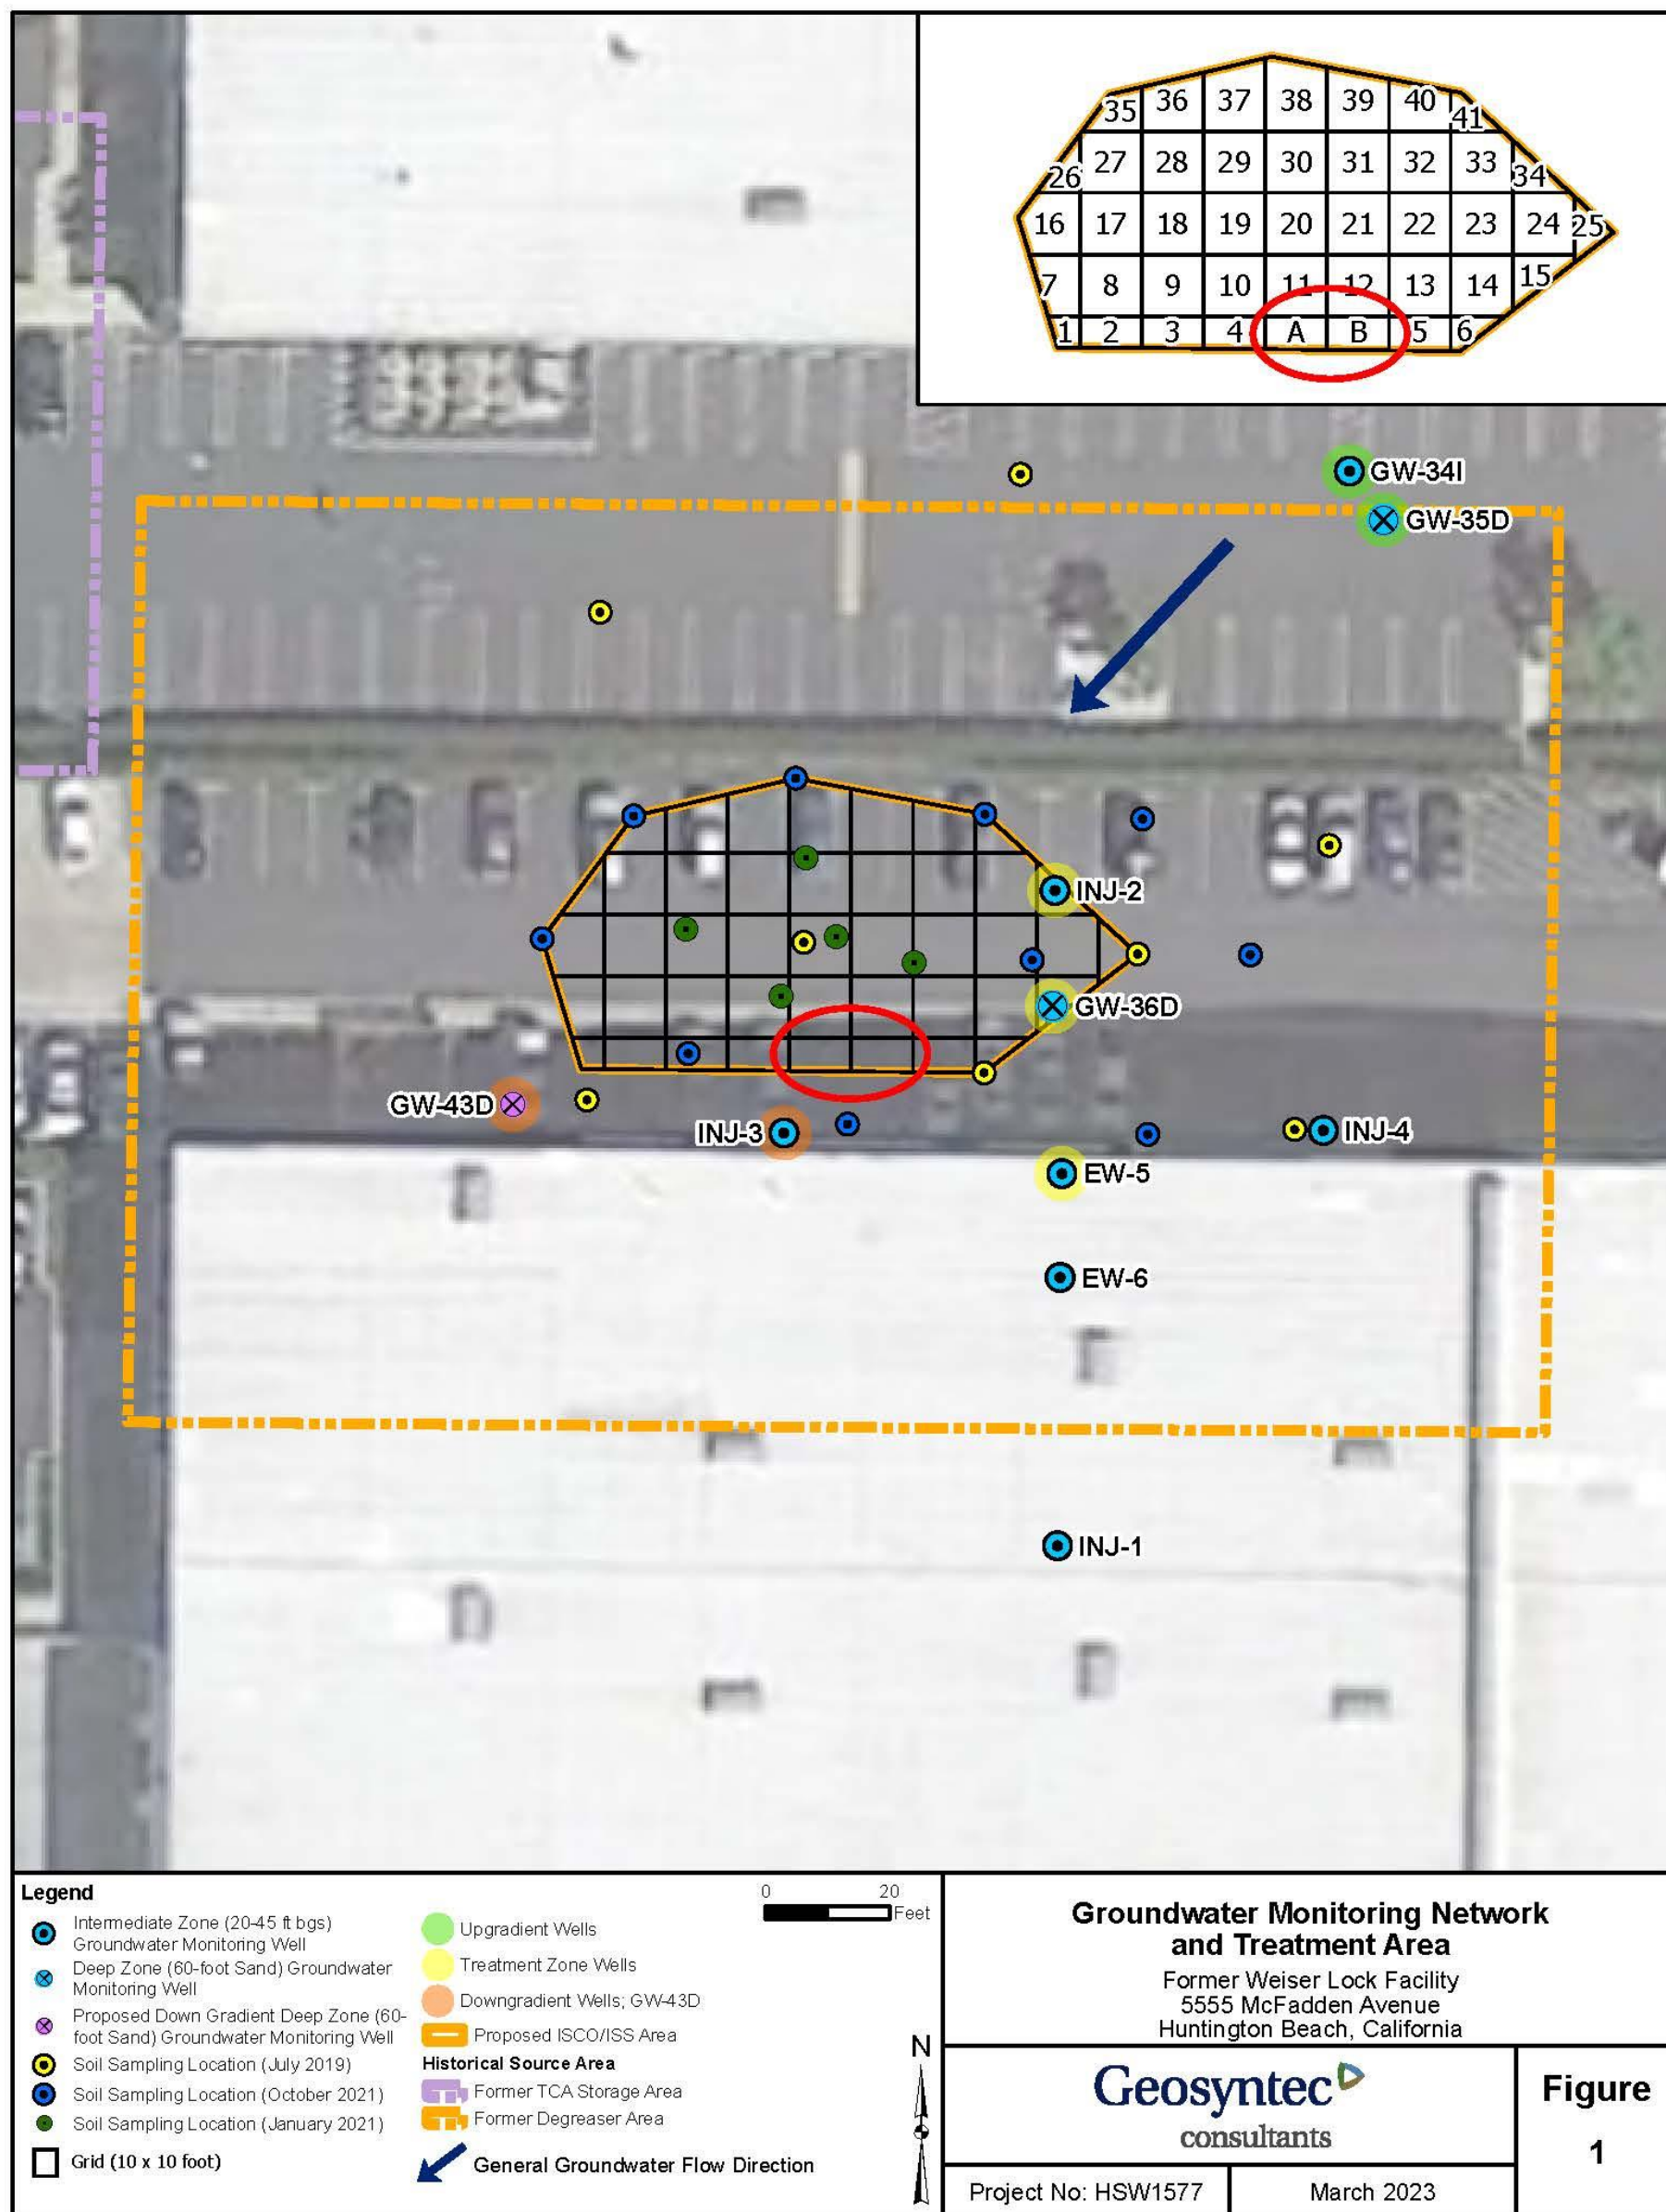 35 36 37 38 39 40 41
26 27 28 29 30 31 32 33 34
16 17 18 19 20 21 22 23 24 25
7 8 9 10 11 12 13 14 15
1 2 3 4 A B 5 6
GW-34I
GW-35D
INJ-2
GW-36D
GW-43D
INJ-3
INJ-4
EW-5
EW-6
INJ-1
Legend
Intermediate Zone (20-45 ft bgs)
Groundwater Monitoring Well
Deep Zone (60-foot Sand) Groundwater
Monitoring Well
Proposed Down Gradient Deep Zone (60-
foot Sand) Groundwater Monitoring Well
Soil Sampling Location (July 2019)
Soil Sampling Location (October 2021)
Soil Sampling Location (January 2021)
Grid (10 x 10 foot)
Upgradient Wells
Treatment Zone Wells
Downgradient Wells; GW-43D
Proposed ISCO/ISS Area
Historical Source Area
Former TCA Storage Area
Former Degreaser Area
General Groundwater Flow Direction
0 20
Feet
N
Groundwater Monitoring Network
and Treatment Area
Former Weiser Lock Facility
5555 McFadden Avenue
Huntington Beach, California
Geosyntec
consultants
Figure
1
Project No: HSW1577
March 2023